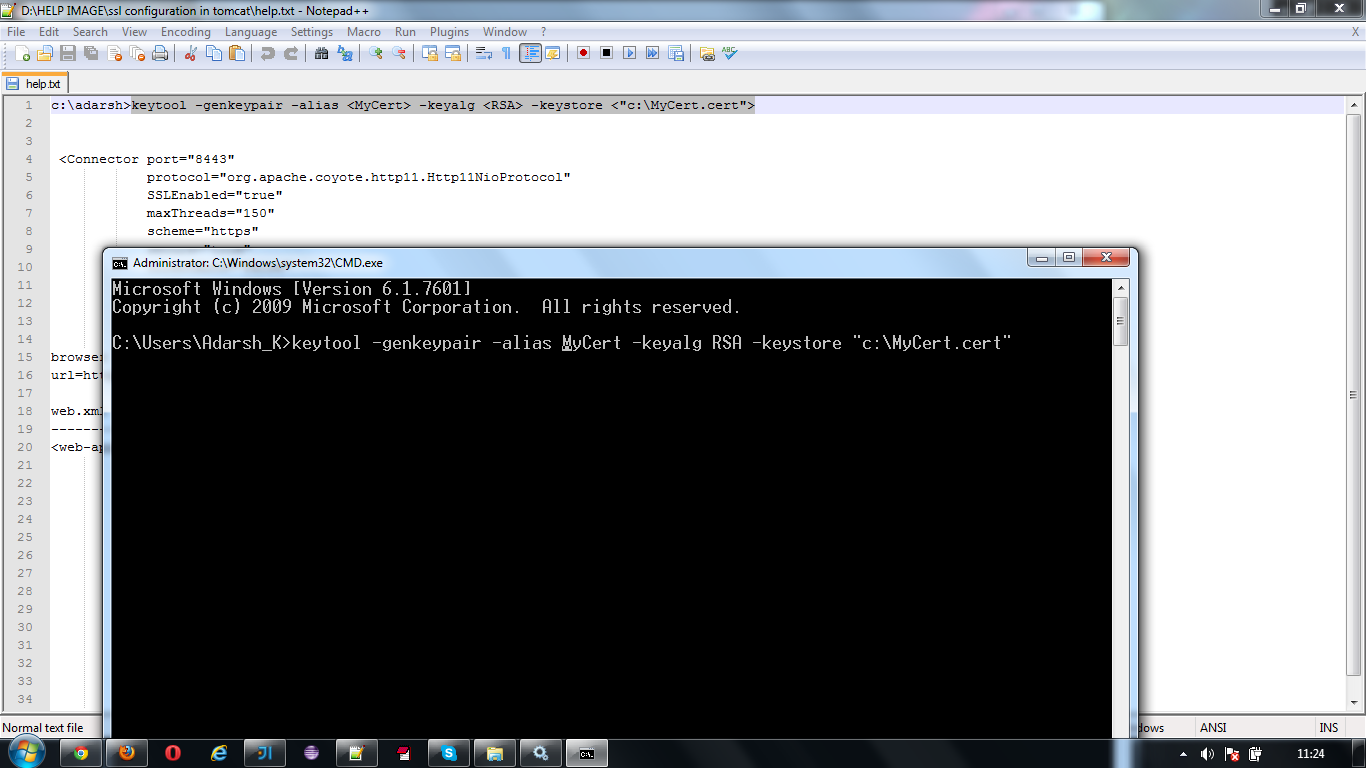 D:\HELP IMAGE\ssl configuration in tomcat\help.txt - Notepad++
File Edit Search View Encoding Language Settings Macro Run Plugins Window ? X
ABC
help.txt
1 c:\adarsh>keytool -genkeypair -alias <MyCert> -keyalg <RSA> -keystore <"c:\MyCert.cert">
2
3
4 <Connector port="8443"
5 protocol="org.apache.coyote.http11.Http11NioProtocol"
6 SSLEnabled="true"
7 maxThreads="150"
8 scheme="https"
9
10
11
12
13
14
15 browser
16 url=htt
17
18 web.xml
19 -------
20 <web-ap
21
22
23
24
25
26
27
28
29
30
31
32
33
34
Administrator: C:\Windows\system32\CMD.exe
Microsoft Windows [Version 6.1.7601]
Copyright (c) 2009 Microsoft Corporation.  All rights reserved.
C:\Users\Adarsh_K>keytool -genkeypair -alias MyCert -keyalg RSA -keystore "c:\MyCert.cert"
Normal text file dows ANSI INS
11:24